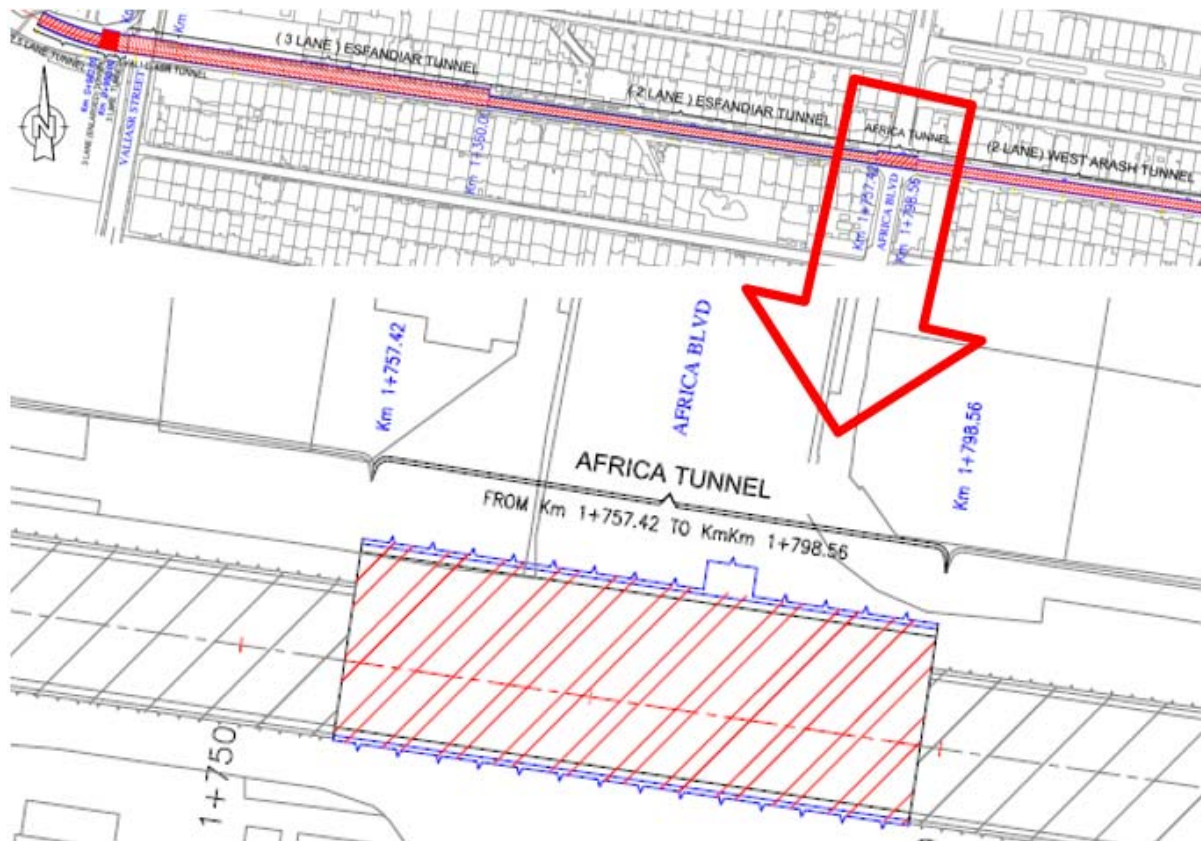 Km
( 3 LANE ) ESFANDIAR TUNNEL
VALIASR STREET
N
Km 1+360.00
(2 LANE ) ESFANDIAR TUNNEL
AFRICA TUNNEL
(2 LANE) WEST ARASH TUNNEL
Km 1+757.42
AFRICA BLVD
Km 1+798.56
Km 1+757.42
AFRICA BLVD
Km 1+798.56
AFRICA TUNNEL
FROM Km 1+757.42 TO KmKm 1+798.56
1+750